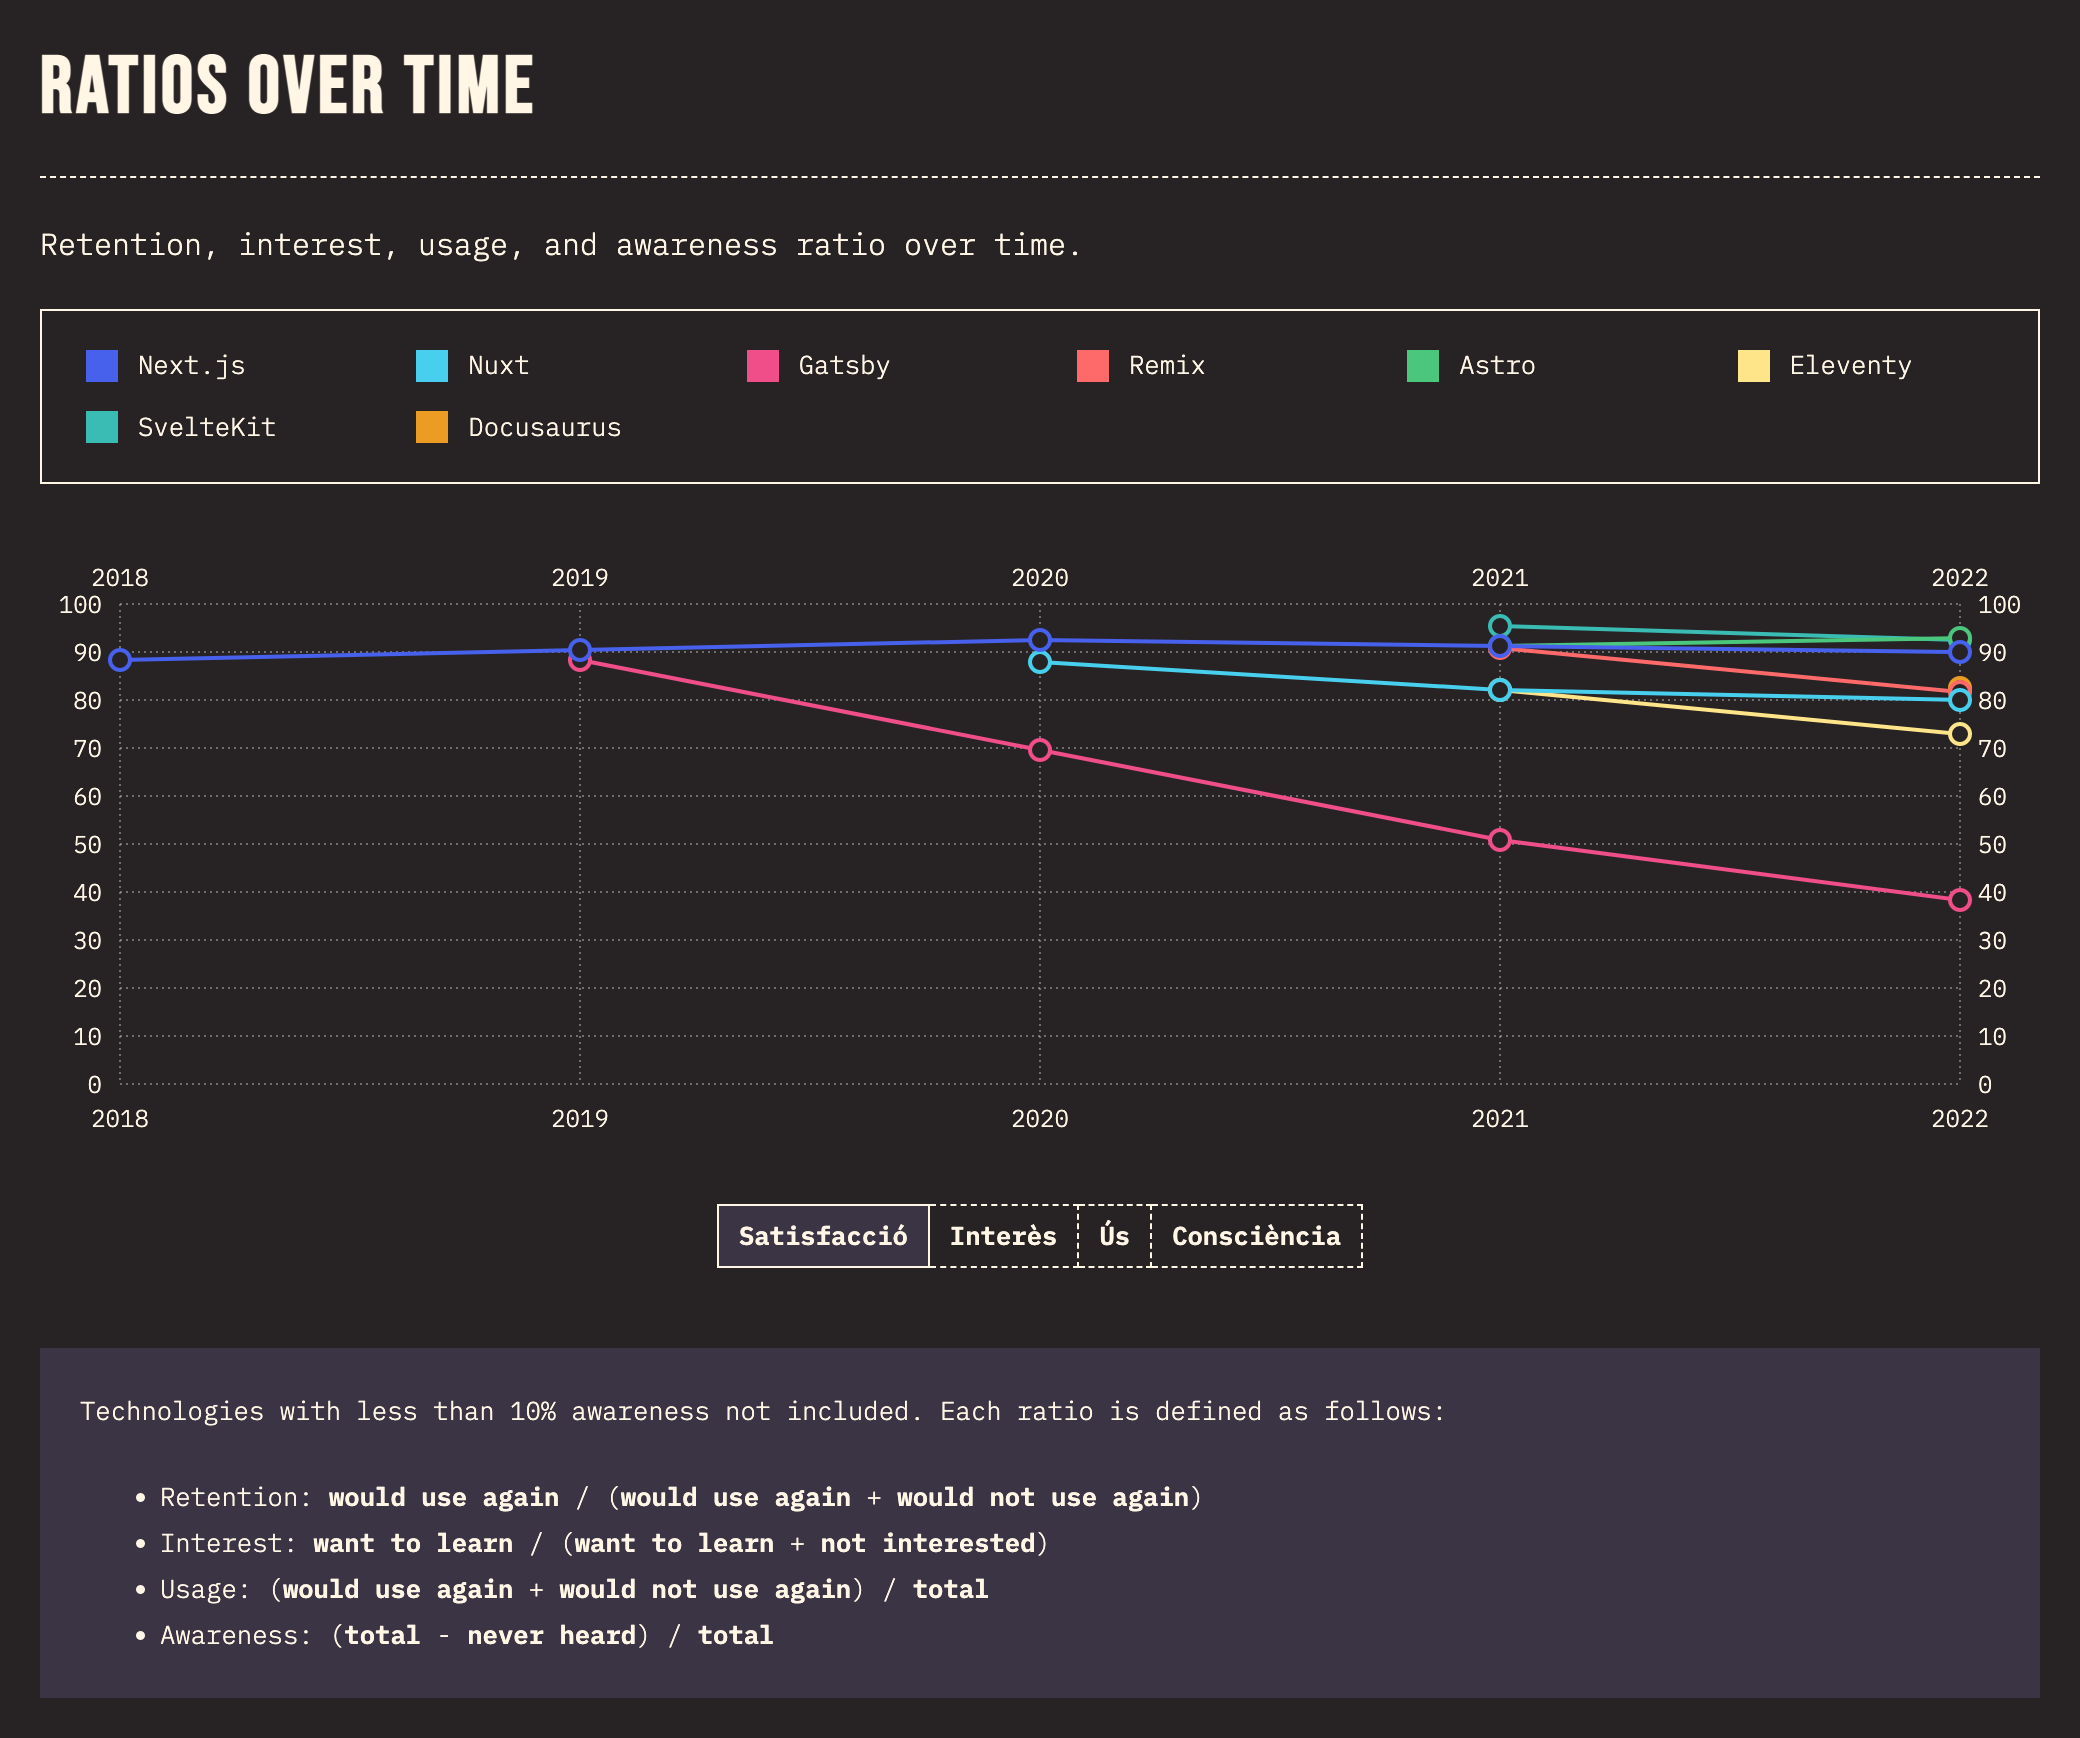 RATIOS OVER TIME
Retention, interest, usage, and awareness ratio over time.
Next.js Nuxt Gatsby Remix Astro Eleventy
SvelteKit Docusaurus
2018 2019 2020 2021 2022
100 100
90 90
80 80
70 70
60 60
50 50
40 40
30 30
20 20
10 10
0 0
2018 2019 2020 2021 2022
Satisfacció Interès Ús Consciència
Technologies with less than 10% awareness not included. Each ratio is defined as follows:
• Retention: would use again / (would use again + would not use again)
• Interest: want to learn / (want to learn + not interested)
• Usage: (would use again + would not use again) / total
• Awareness: (total - never heard) / total